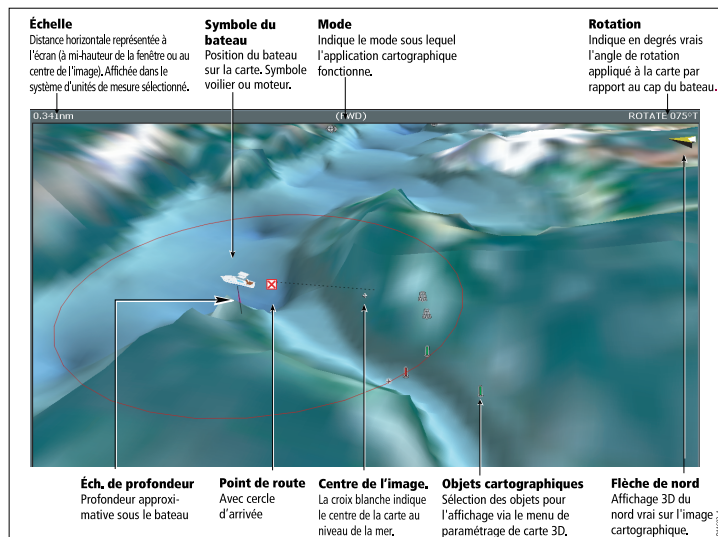 Échelle
Distance horizontale représentée à
l'écran (à mi-hauteur de la fenêtre ou au
centre de l'image). Affichée dans le
système d'unités de mesure sélectionné.
Symbole du
bateau
Position du bateau
sur la carte. Symbole
voilier ou moteur.
Mode
Indique le mode sous lequel
l'application cartographique
fonctionne.
Rotation
Indique en degrés vrais
l'angle de rotation
appliqué à la carte par
rapport au cap du bateau.
0.341nm
(FWD)
ROTATE 075°T
Éch. de profondeur
Profondeur approxi-
mative sous le bateau
Point de route
Avec cercle
d'arrivée
Centre de l'image.
La croix blanche indique
le centre de la carte au
niveau de la mer.
Objets cartographiques
Sélection des objets pour
l'affichage via le menu de
paramétrage de carte 3D.
Flèche de nord
Affichage 3D du
nord vrai sur l'image
cartographique.